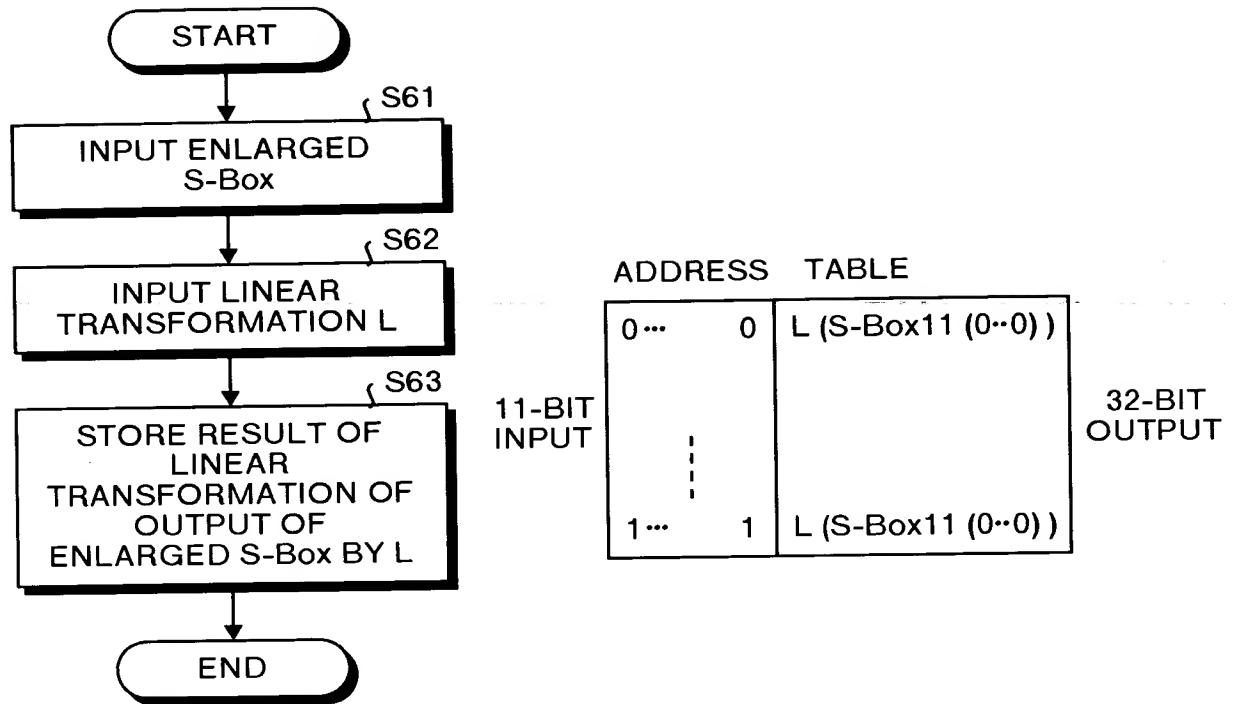 START
S61
INPUT ENLARGED
S-Box
S62
INPUT LINEAR
TRANSFORMATION L
S63
STORE RESULT OF
LINEAR
TRANSFORMATION OF
OUTPUT OF
ENLARGED S-Box BY L
END
ADDRESS TABLE
0··· 0 L (S-Box11 (0··0) )
11-BIT
INPUT
32-BIT
OUTPUT
1··· 1 L (S-Box11 (0··0) )